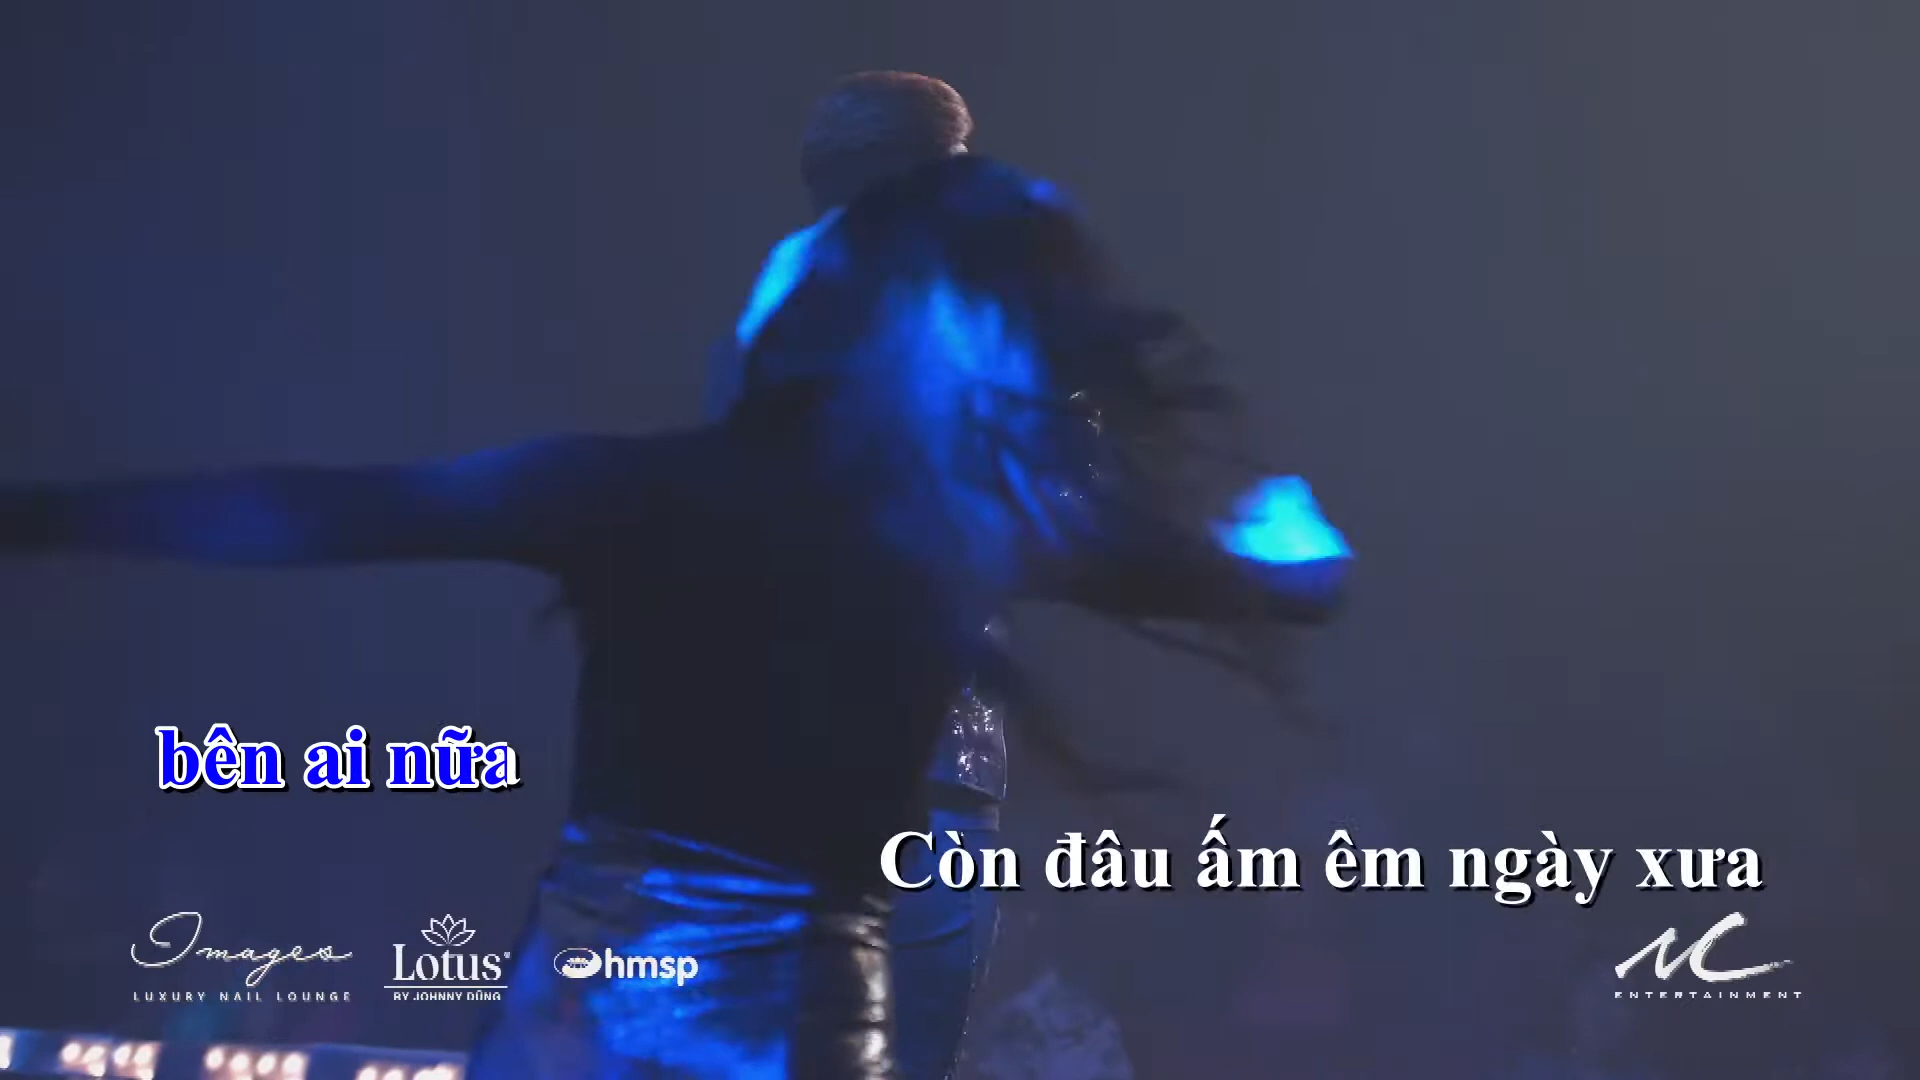 bên ai nữa
Còn đâu ấm êm ngày xưa
Images
LUXURY NAIL LOUNGE
Lotus
BY JOHNNY DŨNG
hmsp
MC
ENTERTAINMENT